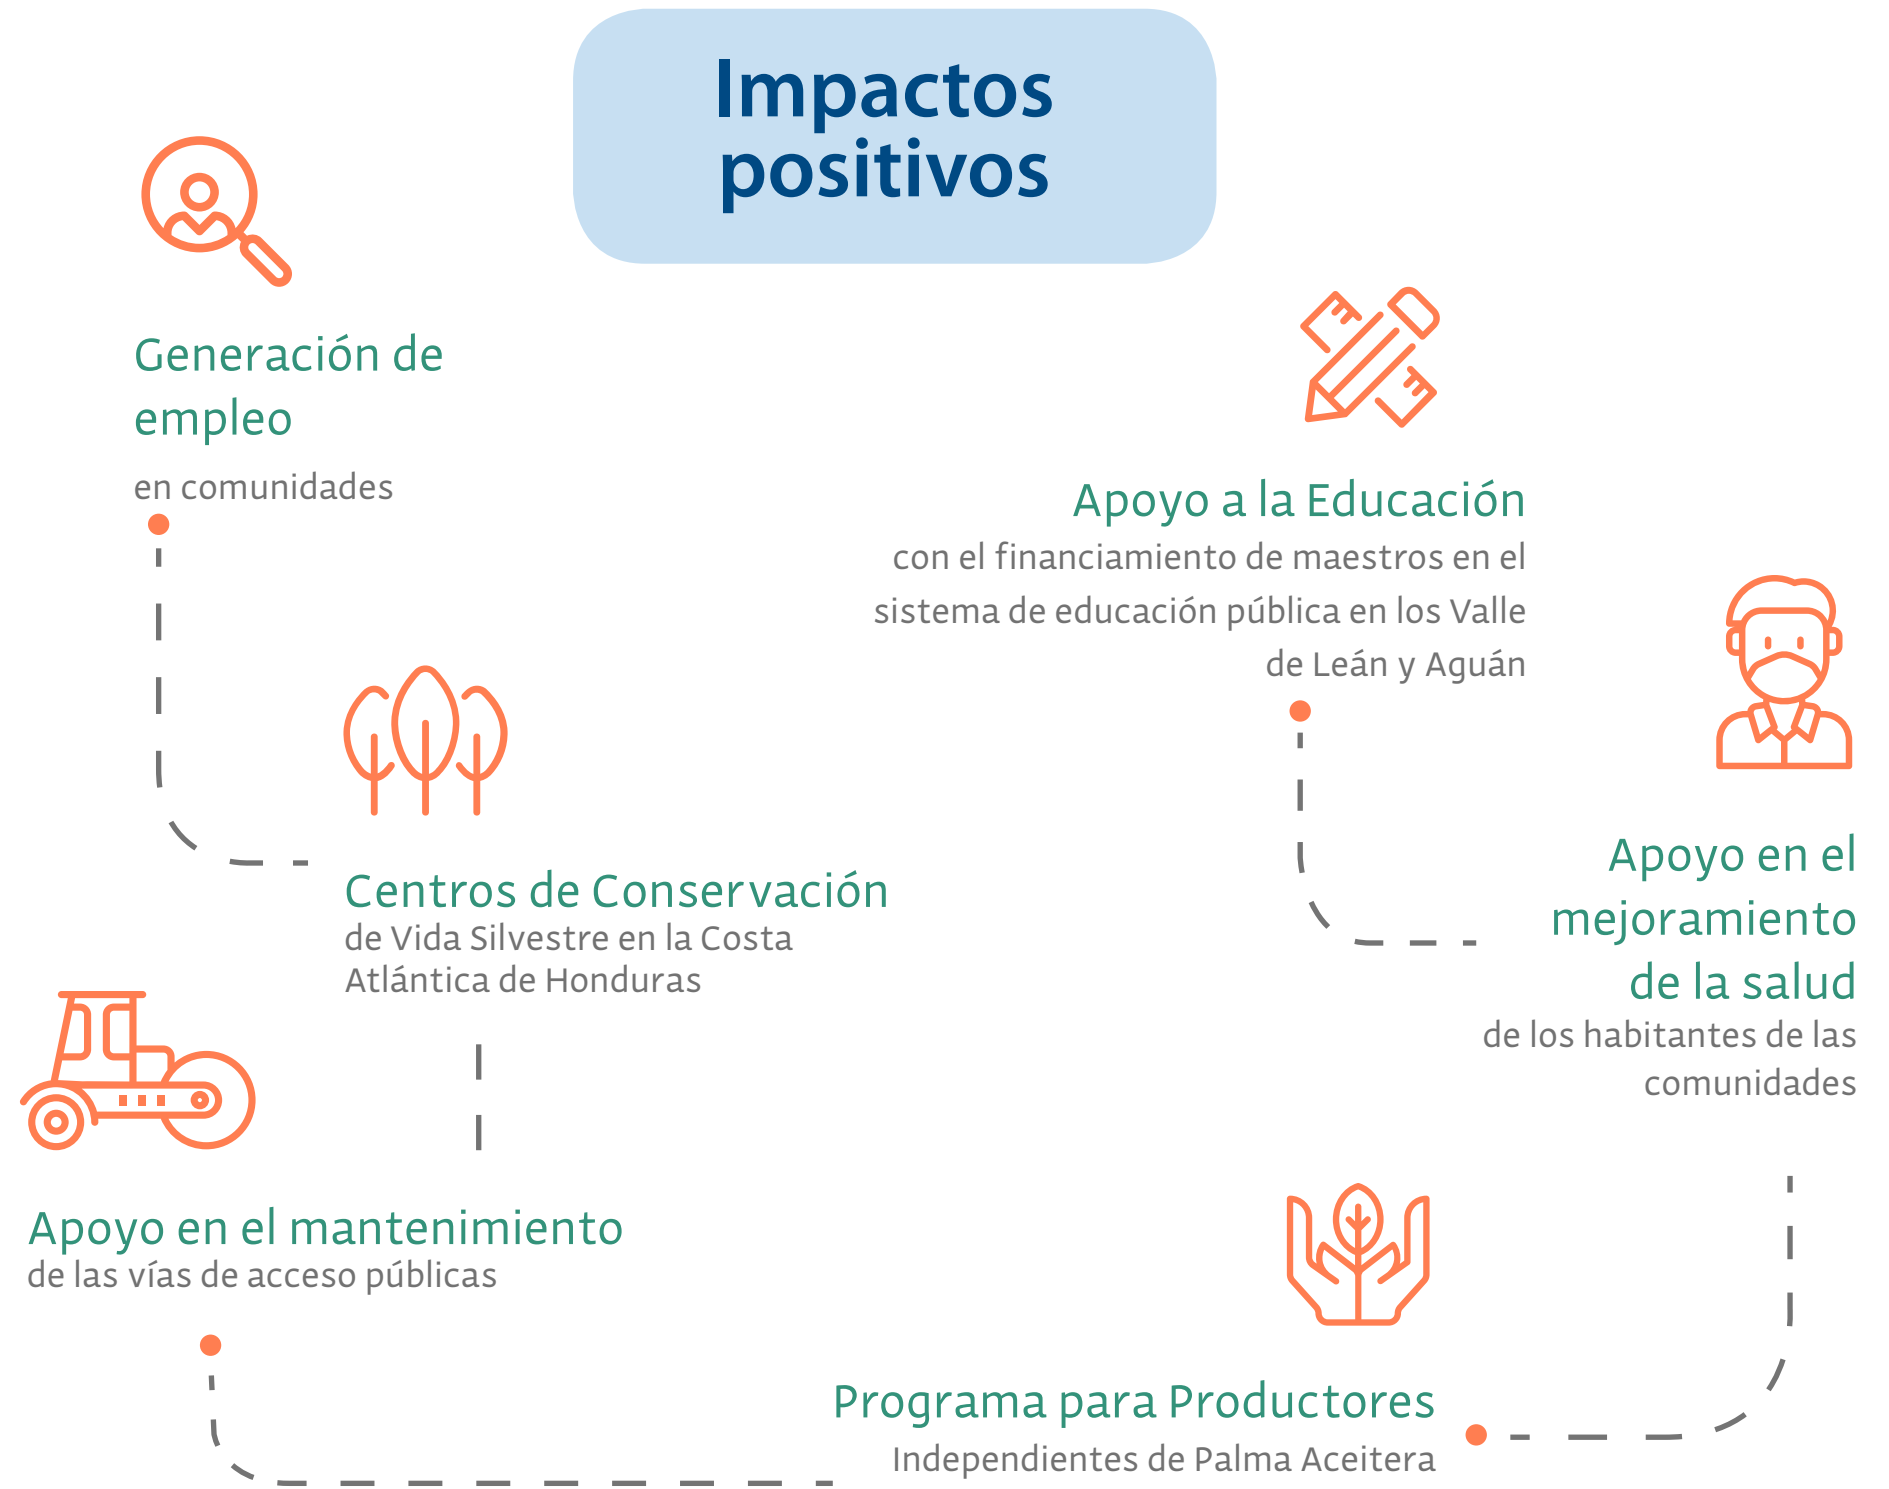 Impactos
positivos
Generación de
empleo
en comunidades
Centros de Conservación
de Vida Silvestre en la Costa
Atlántica de Honduras
Apoyo en el mantenimiento
de las vías de acceso públicas
Apoyo a la Educación
con el financiamiento de maestros en el
sistema de educación pública en los Valle
de Leán y Aguán
Apoyo en el
mejoramiento
de la salud
de los habitantes de las
comunidades
Programa para Productores
Independientes de Palma Aceitera